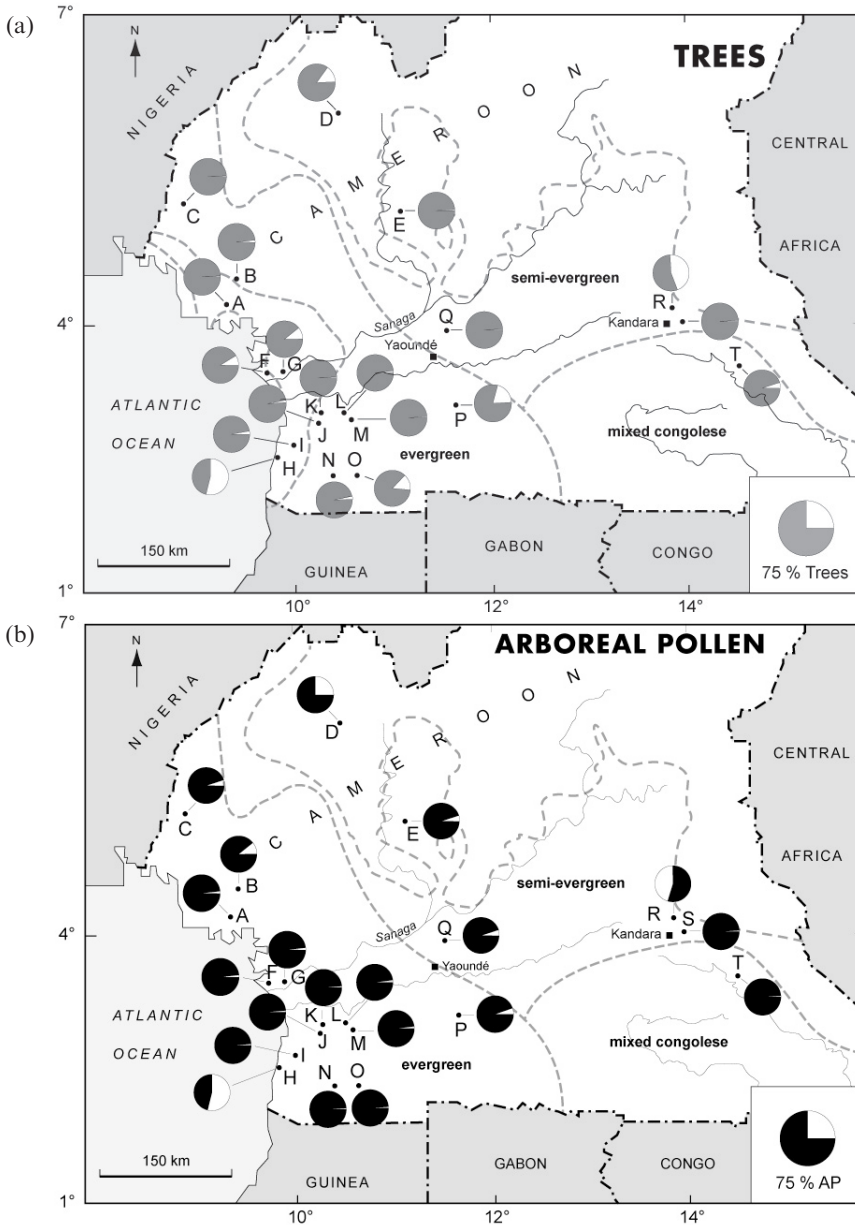 (a)
7°
N
TREES
NIGERIA
CAMEROON
D
CENTRAL
C
E
AFRICA
B
semi-evergreen
A
R
4°
Sanaga
Q
Kandara
Yaoundé
F
G
T
ATLANTIC
K
L
P
OCEAN
J
M
mixed congolese
I
evergreen
H
N
O
150 km
GABON
CONGO
75 % Trees
GUINEA
1°
10°
12°
14°
(b)
7°
N
ARBOREAL POLLEN
NIGERIA
CAMEROON
D
CENTRAL
C
E
AFRICA
B
semi-evergreen
A
R
S
4°
Sanaga
Q
Kandara
Yaoundé
F
G
T
ATLANTIC
K
L
P
OCEAN
J
M
mixed congolese
I
evergreen
H
N
O
150 km
GUINEA
GABON
CONGO
75 % AP
1°
10°
12°
14°